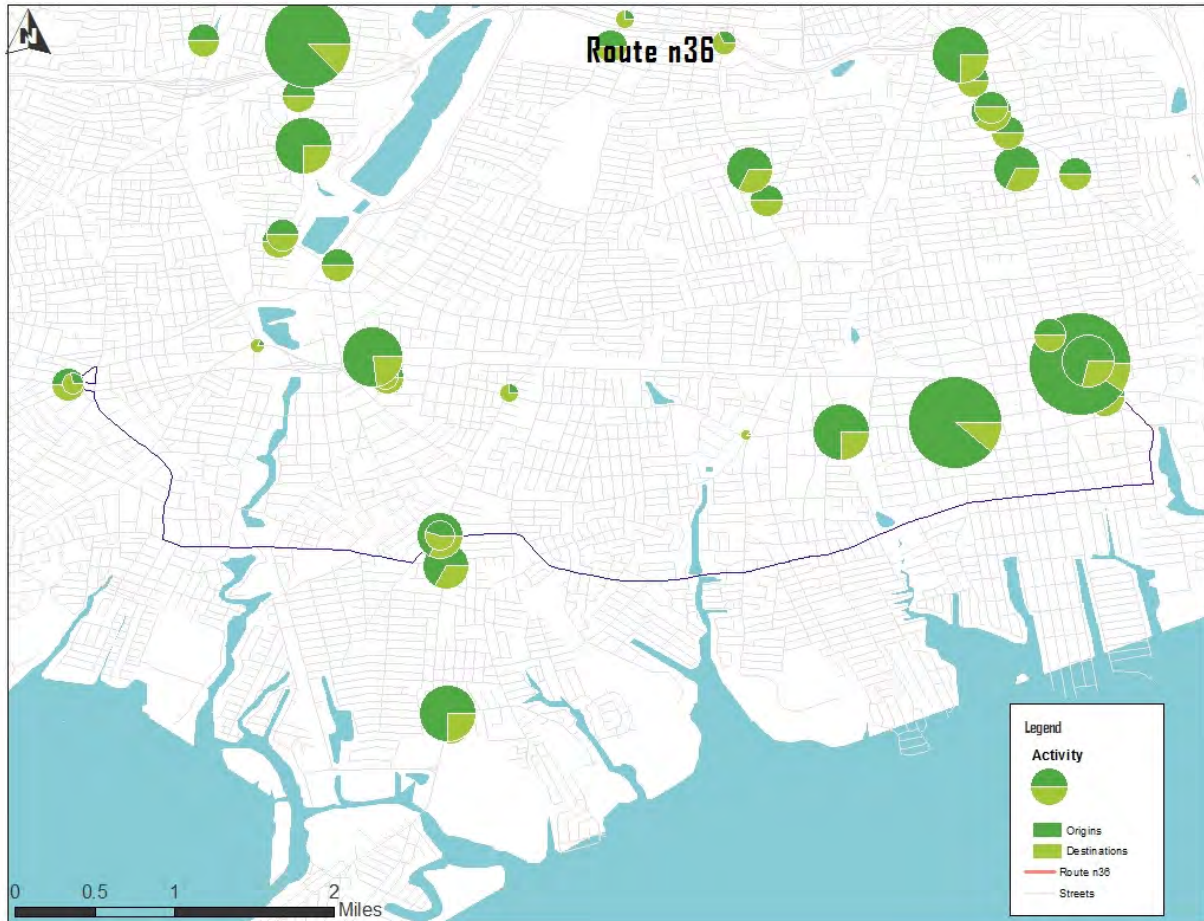 N
Route n36
Legend
Activity
Origins
Destinations
Route n36
Streets
0 0.5 1 2
Miles